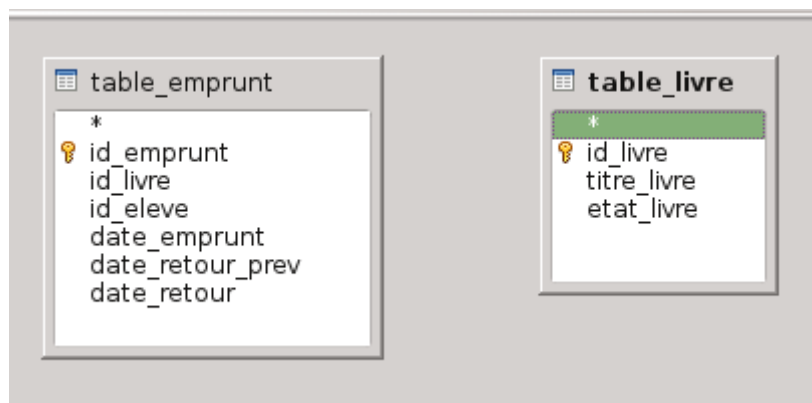 table_emprunt
*
id_emprunt
id_livre
id_eleve
date_emprunt
date_retour_prev
date_retour
table_livre
*
id_livre
titre_livre
etat_livre